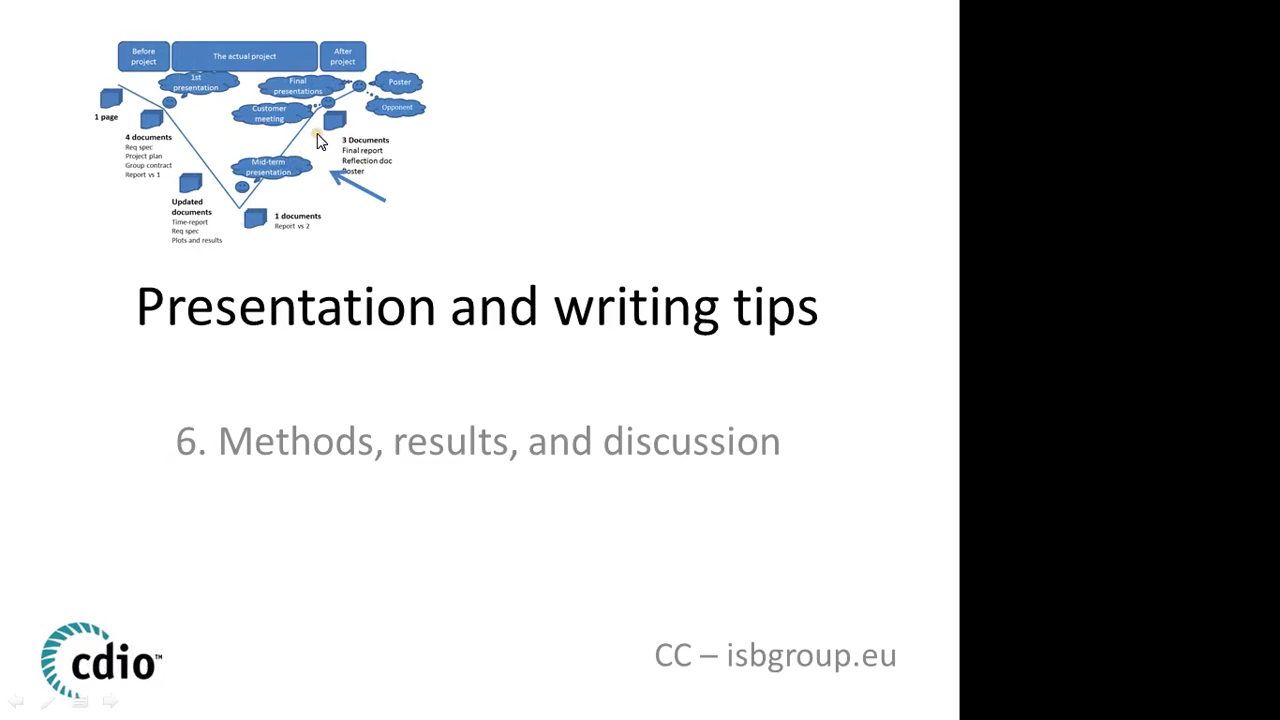 Before
project
The actual project
After
project
1st
presentation
Final
presentations
Poster
Opponent
Customer
meeting
1 page
4 documents
Req spec
Project plan
Group contract
Report vs 1
3 Documents
Final report
Reflection doc
Poster
Mid-term
presentation
Updated
documents
Time-report
Req spec
Plots and results
1 documents
Report vs 2
Presentation and writing tips
6. Methods, results, and discussion
cdio™
CC – isbgroup.eu